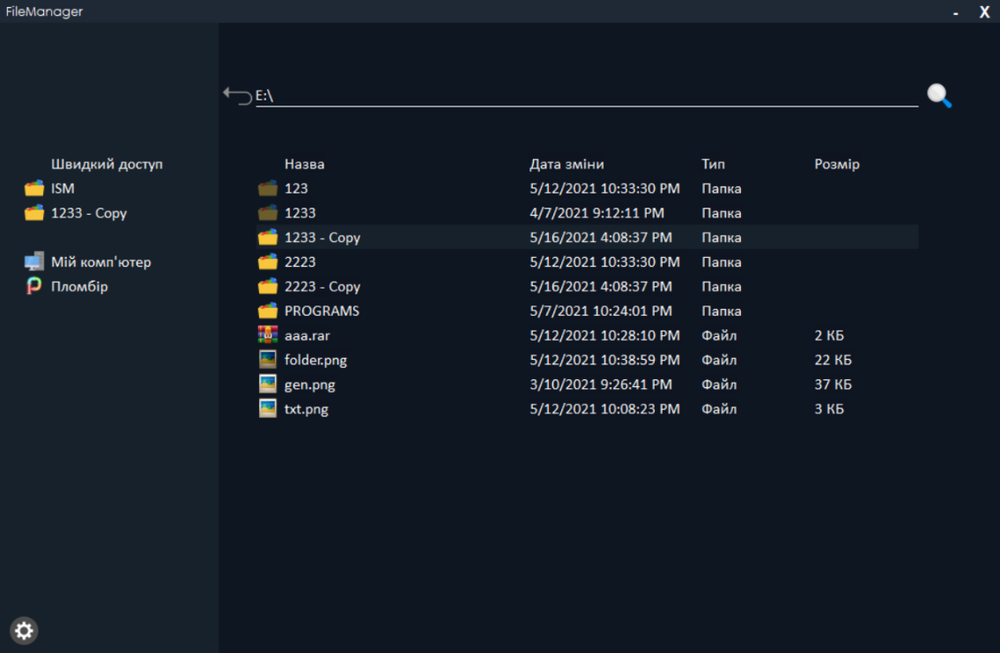 FileManager - X
E:\
Швидкий доступ
ISM
1233 - Copy
Мій комп'ютер
Пломбір
Назва Дата зміни Тип Розмір
123 5/12/2021 10:33:30 PM Папка
1233 4/7/2021 9:12:11 PM Папка
1233 - Copy 5/16/2021 4:08:37 PM Папка
2223 5/12/2021 10:33:30 PM Папка
2223 - Copy 5/16/2021 4:08:37 PM Папка
PROGRAMS 5/7/2021 10:24:01 PM Папка
aaa.rar 5/12/2021 10:28:10 PM Файл 2 КБ
folder.png 5/12/2021 10:38:59 PM Файл 22 КБ
gen.png 3/10/2021 9:26:41 PM Файл 37 КБ
txt.png 5/12/2021 10:08:23 PM Файл 3 КБ